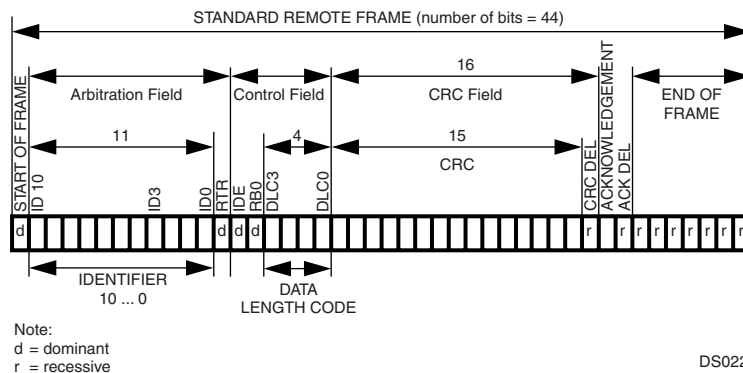 STANDARD REMOTE FRAME (number of bits = 44)
16
Arbitration Field
Control Field
CRC Field
END OF
FRAME
11
4
15
CRC
START OF FRAME
ID 10
ID3
ID0
RTR
IDE
RB0
DLC3
DLC0
CRC DEL
ACKNOWLEDGEMENT
ACK DEL
d d d d r r r r r r r r r
IDENTIFIER
10 ... 0
DATA
LENGTH CODE
Note:
d = dominant
r = recessive
DS022